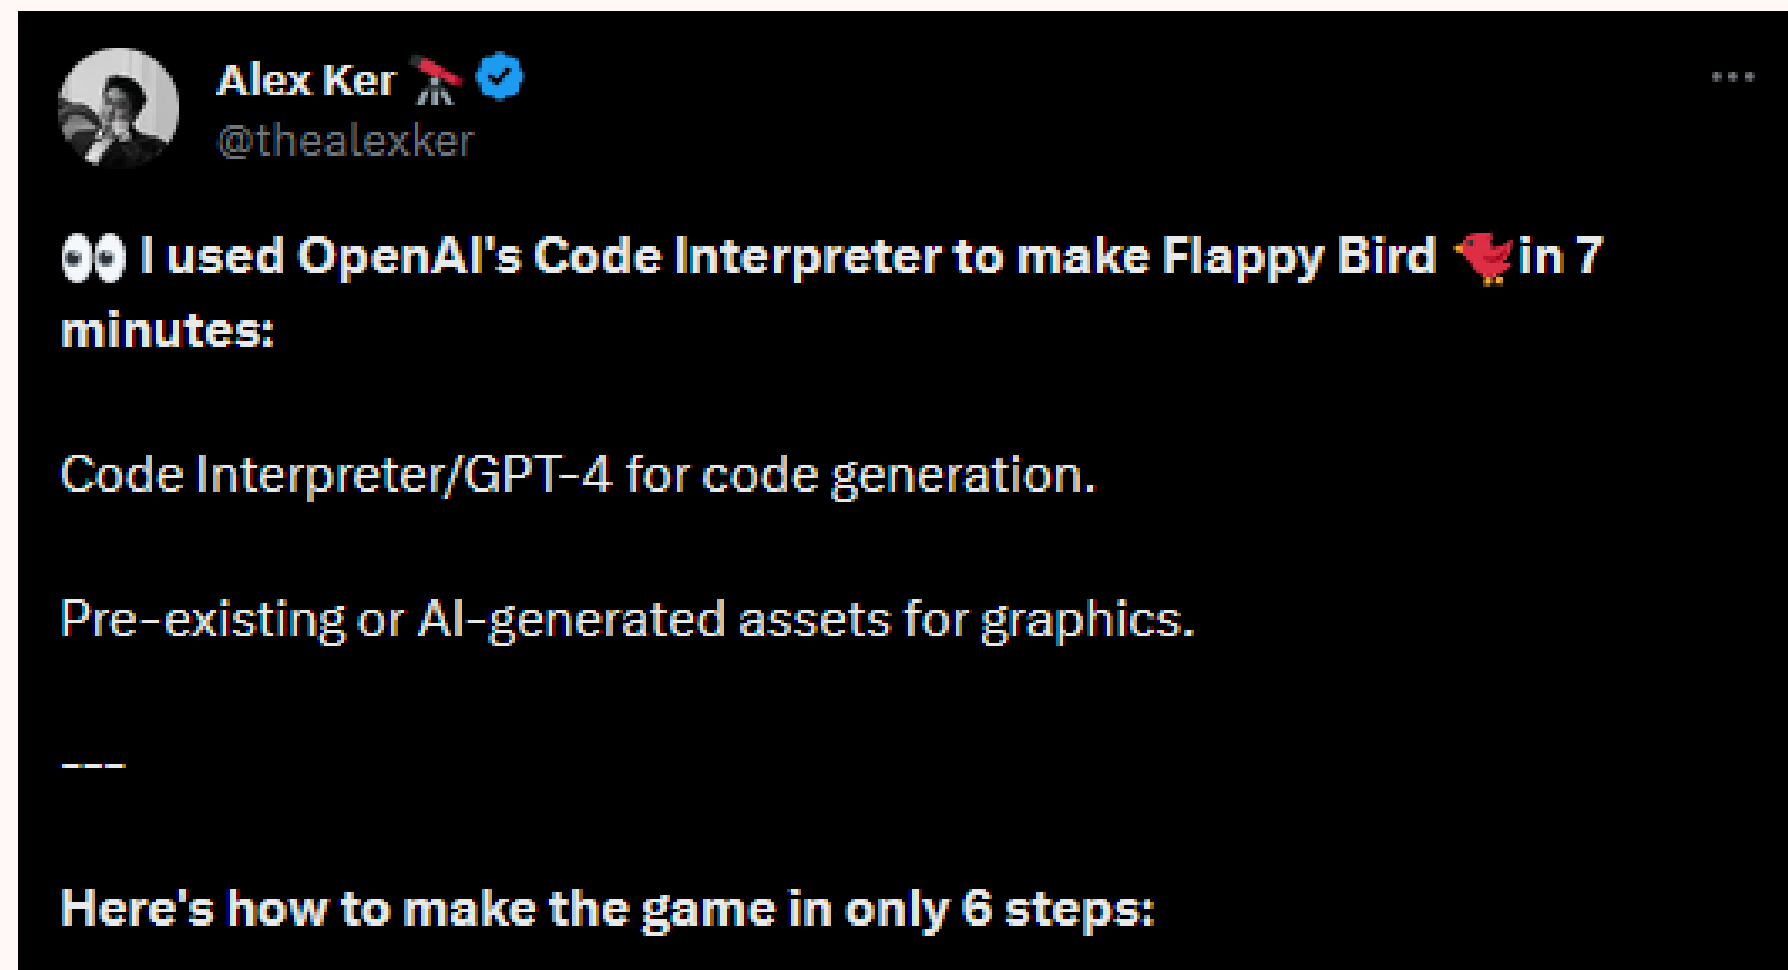 Alex Ker 🔭
@thealexker
👀 I used OpenAI's Code Interpreter to make Flappy Bird 🐦in 7
minutes:
Code Interpreter/GPT-4 for code generation.
Pre-existing or AI-generated assets for graphics.
---
Here's how to make the game in only 6 steps: